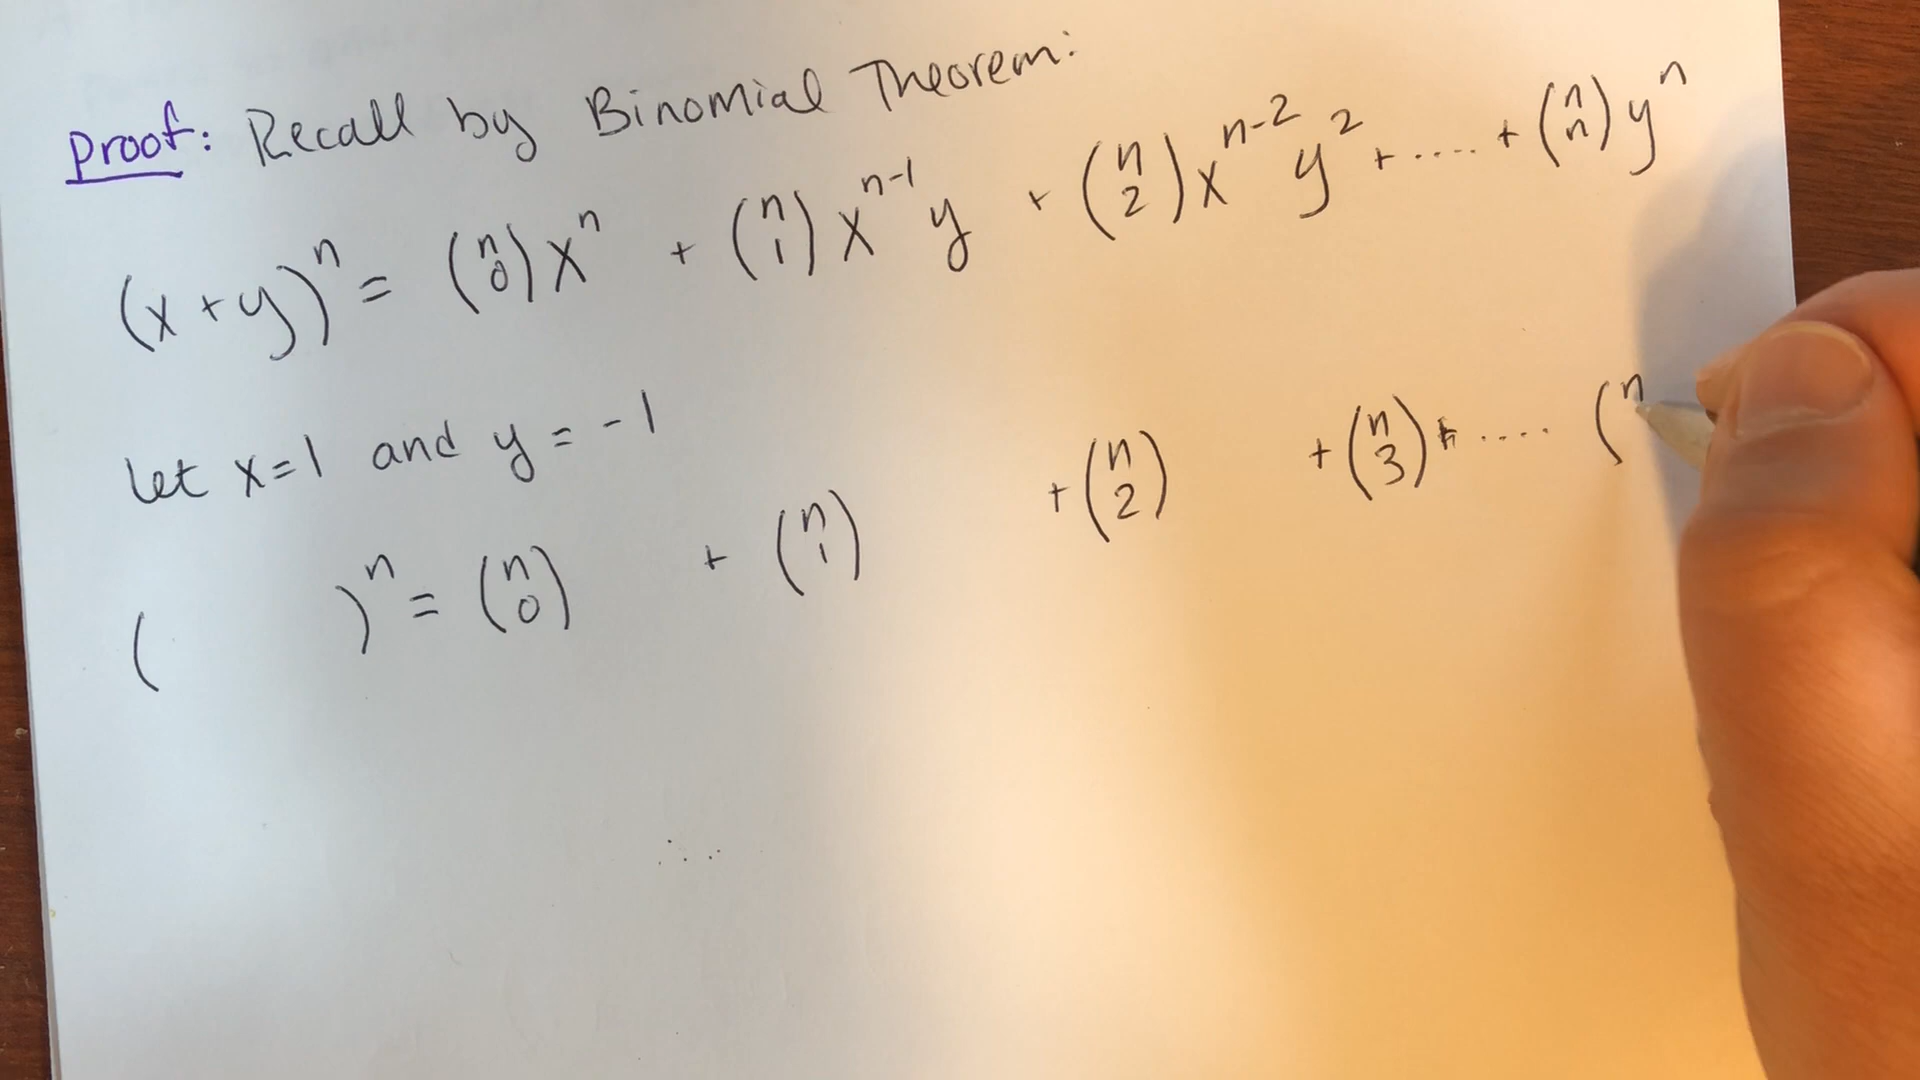 Proof: Recall by Binomial Theorem:
(x+y)^n = (n 0) x^n + (n 1) x^{n-1} y + (n 2) x^{n-2} y^2 + .... + (n n) y^n
let x=1 and y = -1
(     )^n = (n 0) + (n 1) + (n 2) + (n 3) + .... (n